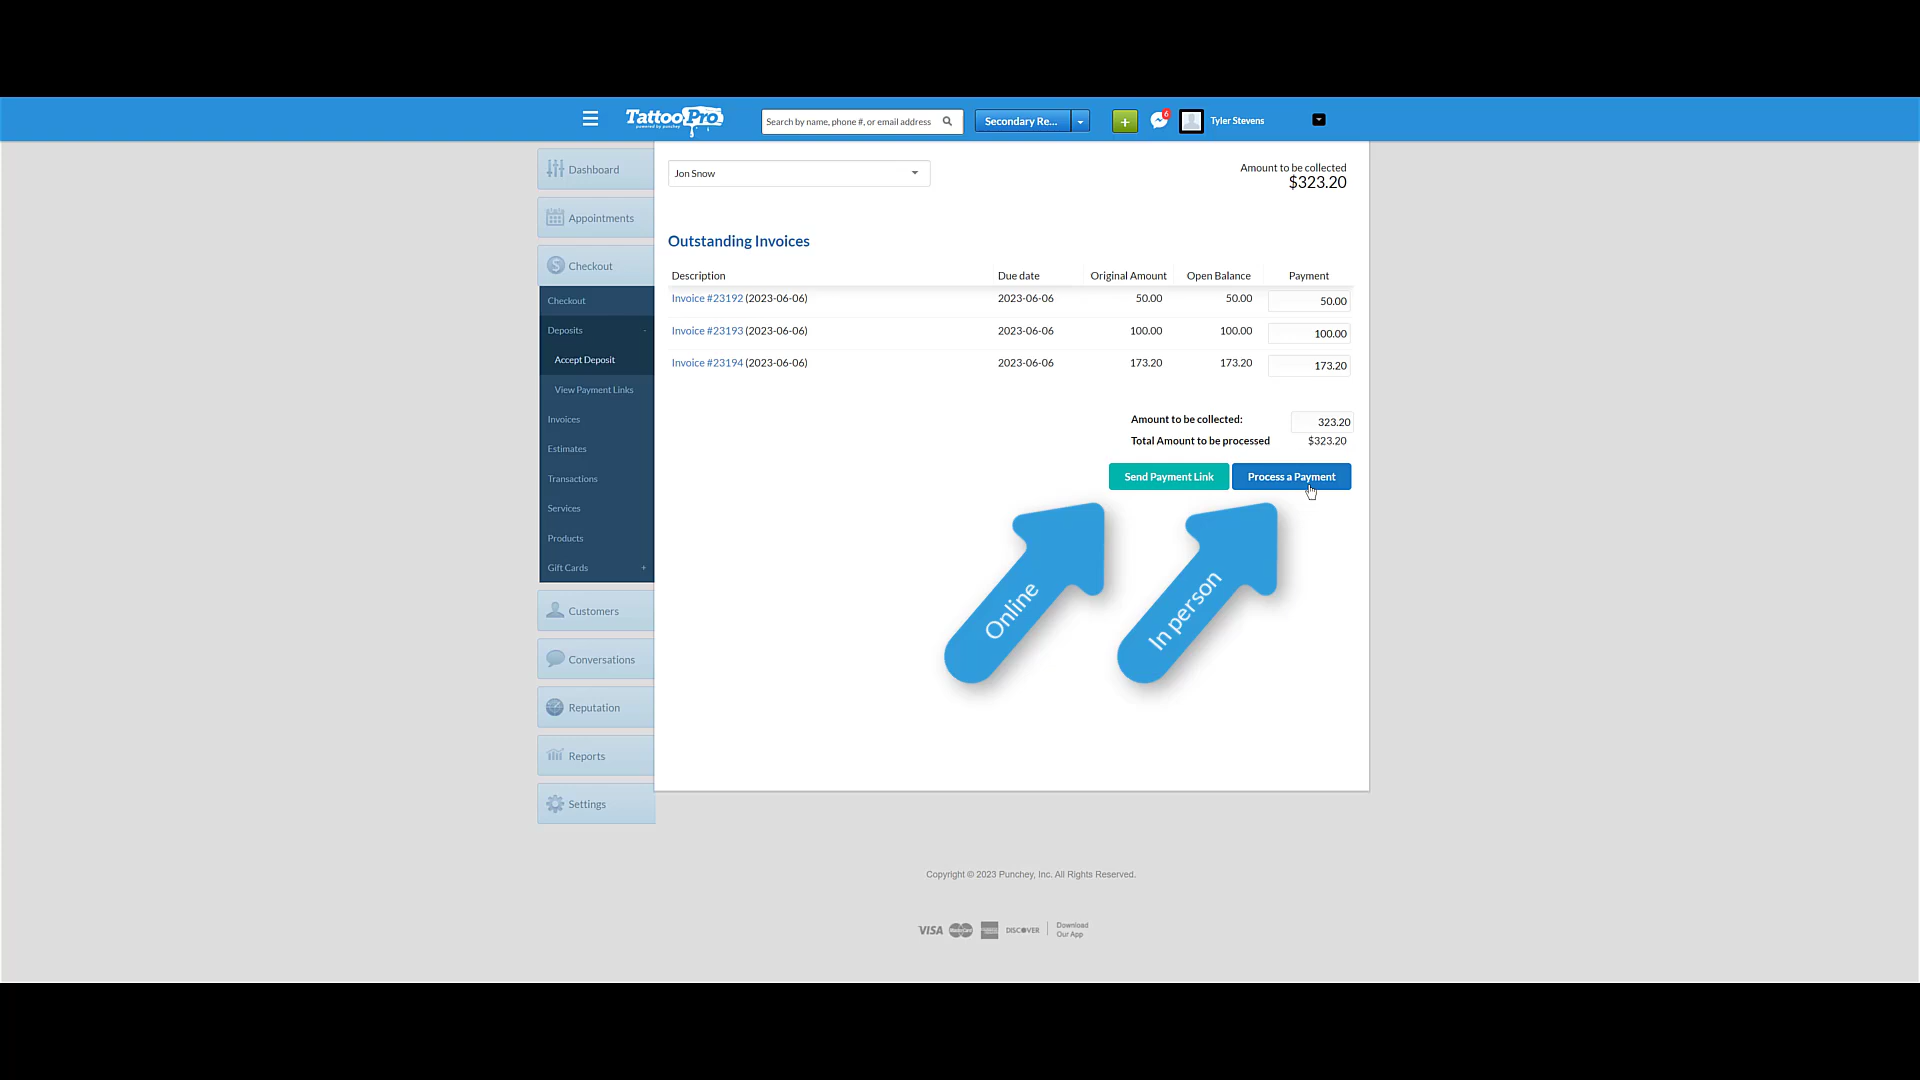 TattooPro
powered by punchey
Search by name, phone #, or email address
Secondary Re...
+
6
Tyler Stevens
Dashboard
Appointments
Checkout
Checkout
Deposits -
Accept Deposit
View Payment Links
Invoices
Estimates
Transactions
Services
Products
Gift Cards +
Customers
Conversations
Reputation
Reports
Settings
Jon Snow
Amount to be collected
$323.20
Outstanding Invoices
Description Due date Original Amount Open Balance Payment
Invoice #23192 (2023-06-06) 2023-06-06 50.00 50.00 50.00
Invoice #23193 (2023-06-06) 2023-06-06 100.00 100.00 100.00
Invoice #23194 (2023-06-06) 2023-06-06 173.20 173.20 173.20
Amount to be collected: 323.20
Total Amount to be processed $323.20
Send Payment Link Process a Payment
Online
In person
Copyright © 2023 Punchey, Inc. All Rights Reserved.
VISA MasterCard DISCOVER Download
Our App